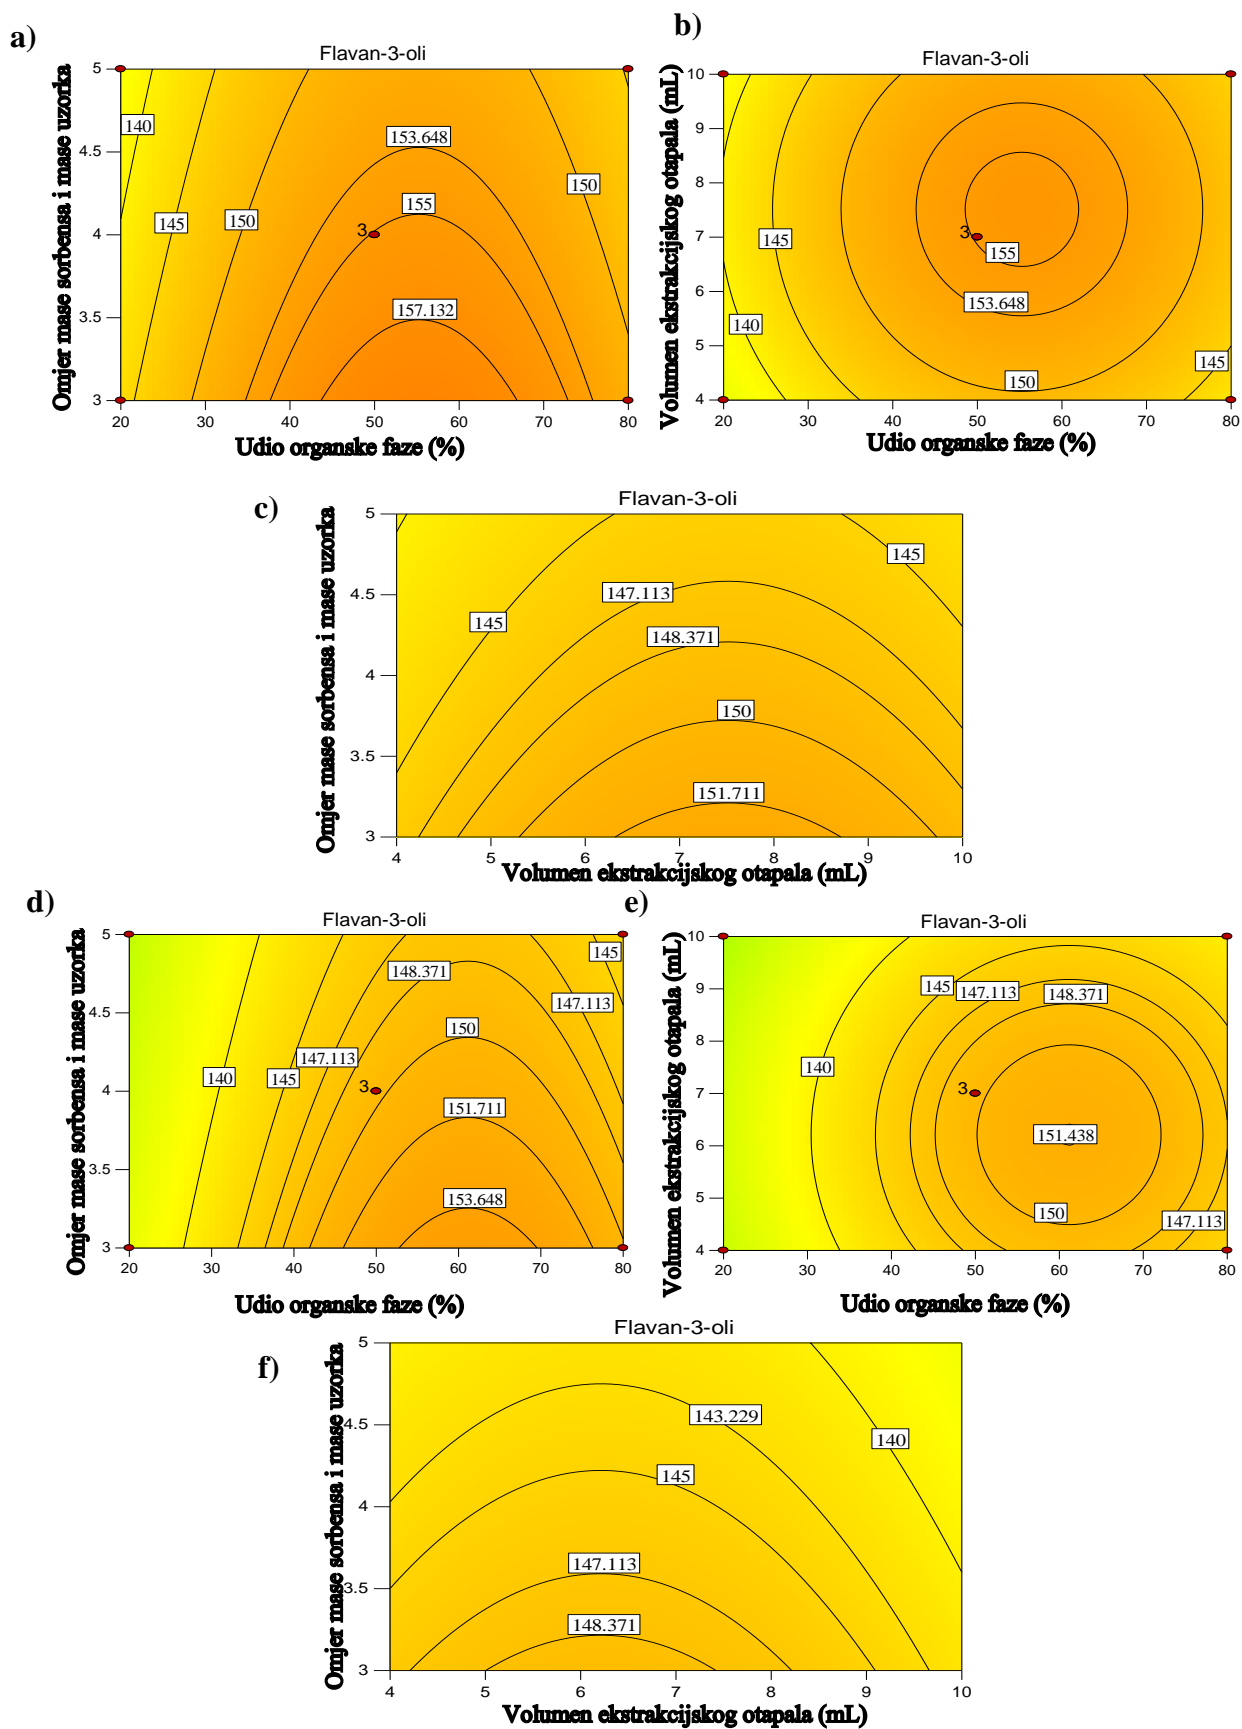 a)
Flavan-3-oli
Omjer mase sorbensa i mase uzorka
5
4.5
4
3.5
3
140
145
150
153.648
155
3
157.132
150
20 30 40 50 60 70 80
Udio organske faze (%)
b)
Flavan-3-oli
Volumen ekstrakcijskog otapala (mL)
10
9
8
7
6
5
4
145
140
3
155
153.648
150
145
20 30 40 50 60 70 80
Udio organske faze (%)
c)
Flavan-3-oli
Omjer mase sorbensa i mase uzorka
5
4.5
4
3.5
3
145
147.113
148.371
145
150
151.711
4 5 6 7 8 9 10
Volumen ekstrakcijskog otapala (mL)
d)
Flavan-3-oli
Omjer mase sorbensa i mase uzorka
5
4.5
4
3.5
3
145
148.371
147.113
150
147.113
140
145
3
151.711
153.648
20 30 40 50 60 70 80
Udio organske faze (%)
e)
Flavan-3-oli
Volumen ekstrakcijskog otapala (mL)
10
9
8
7
6
5
4
145
147.113
148.371
140
3
151.438
150
147.113
20 30 40 50 60 70 80
Udio organske faze (%)
f)
Flavan-3-oli
Omjer mase sorbensa i mase uzorka
5
4.5
4
3.5
3
143.229
140
145
147.113
148.371
4 5 6 7 8 9 10
Volumen ekstrakcijskog otapala (mL)